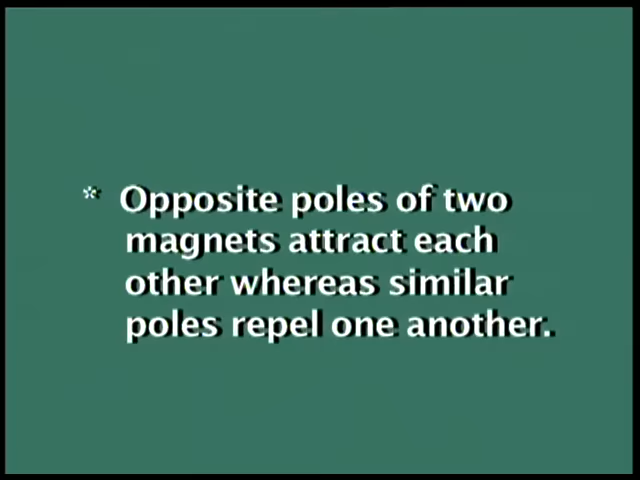 * Opposite poles of two
magnets attract each
other whereas similar
poles repel one another.